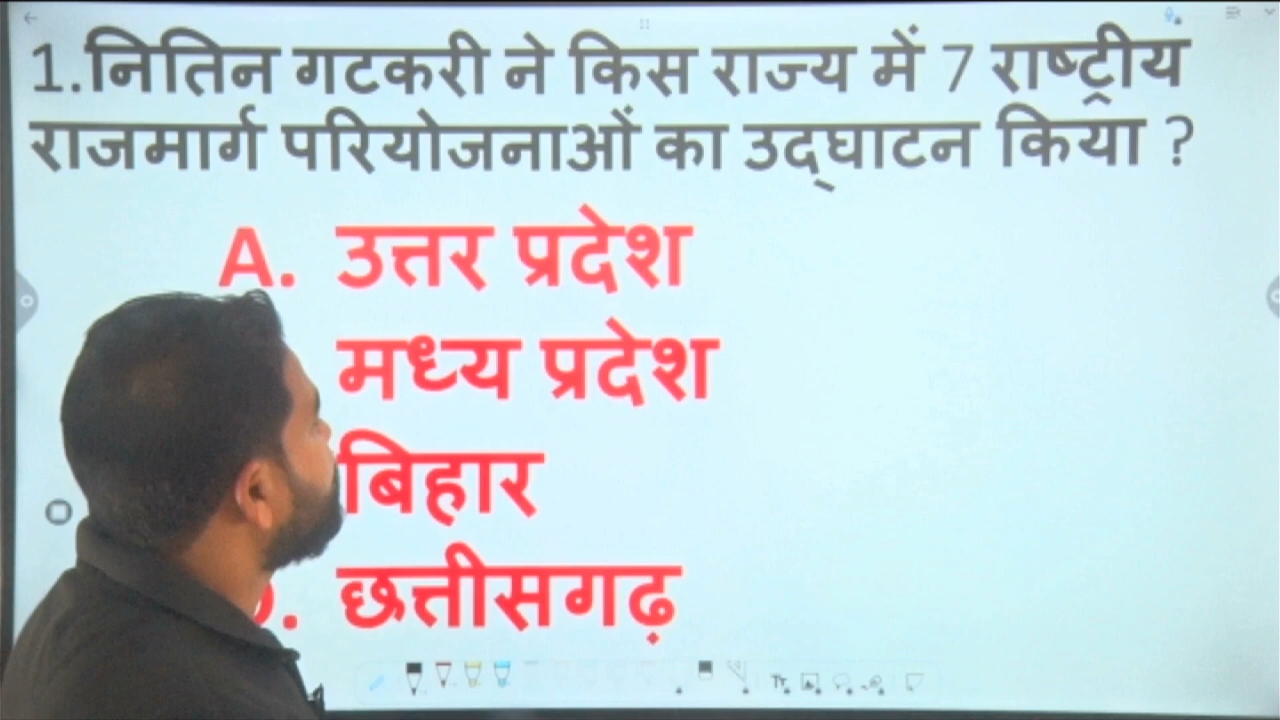 1.नितिन गटकरी ने किस राज्य में 7 राष्ट्रीय
राजमार्ग परियोजनाओं का उद्घाटन किया ?
A. उत्तर प्रदेश
मध्य प्रदेश
बिहार
D. छत्तीसगढ़